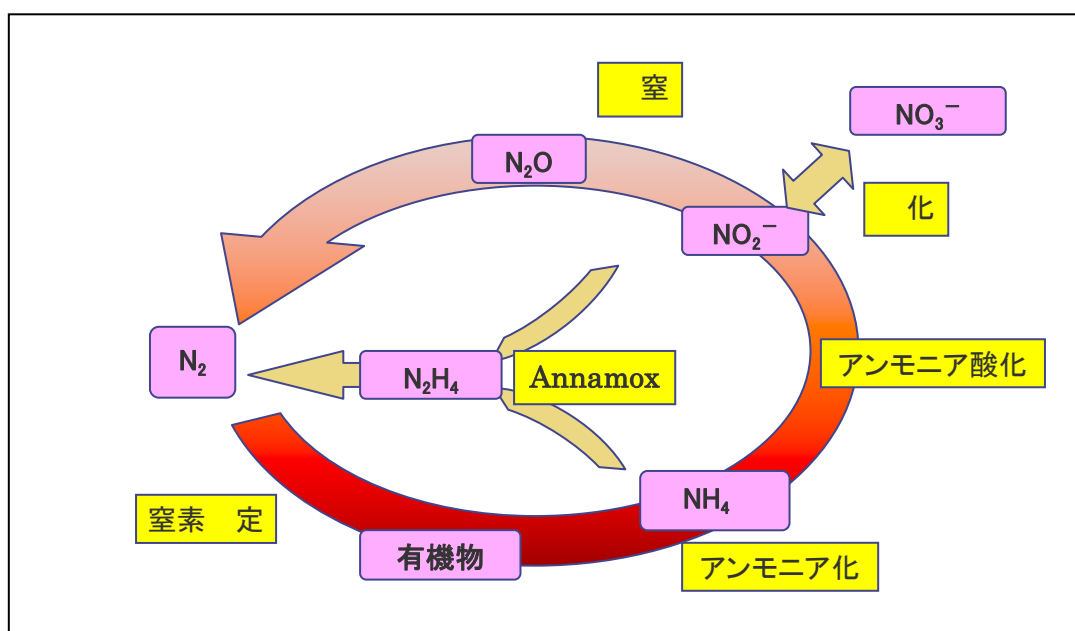 窒
NO₃⁻
N₂O
化
NO₂⁻
アンモニア酸化
N₂
N₂H₄
Annamox
NH₄
窒素　定
有機物
アンモニア化